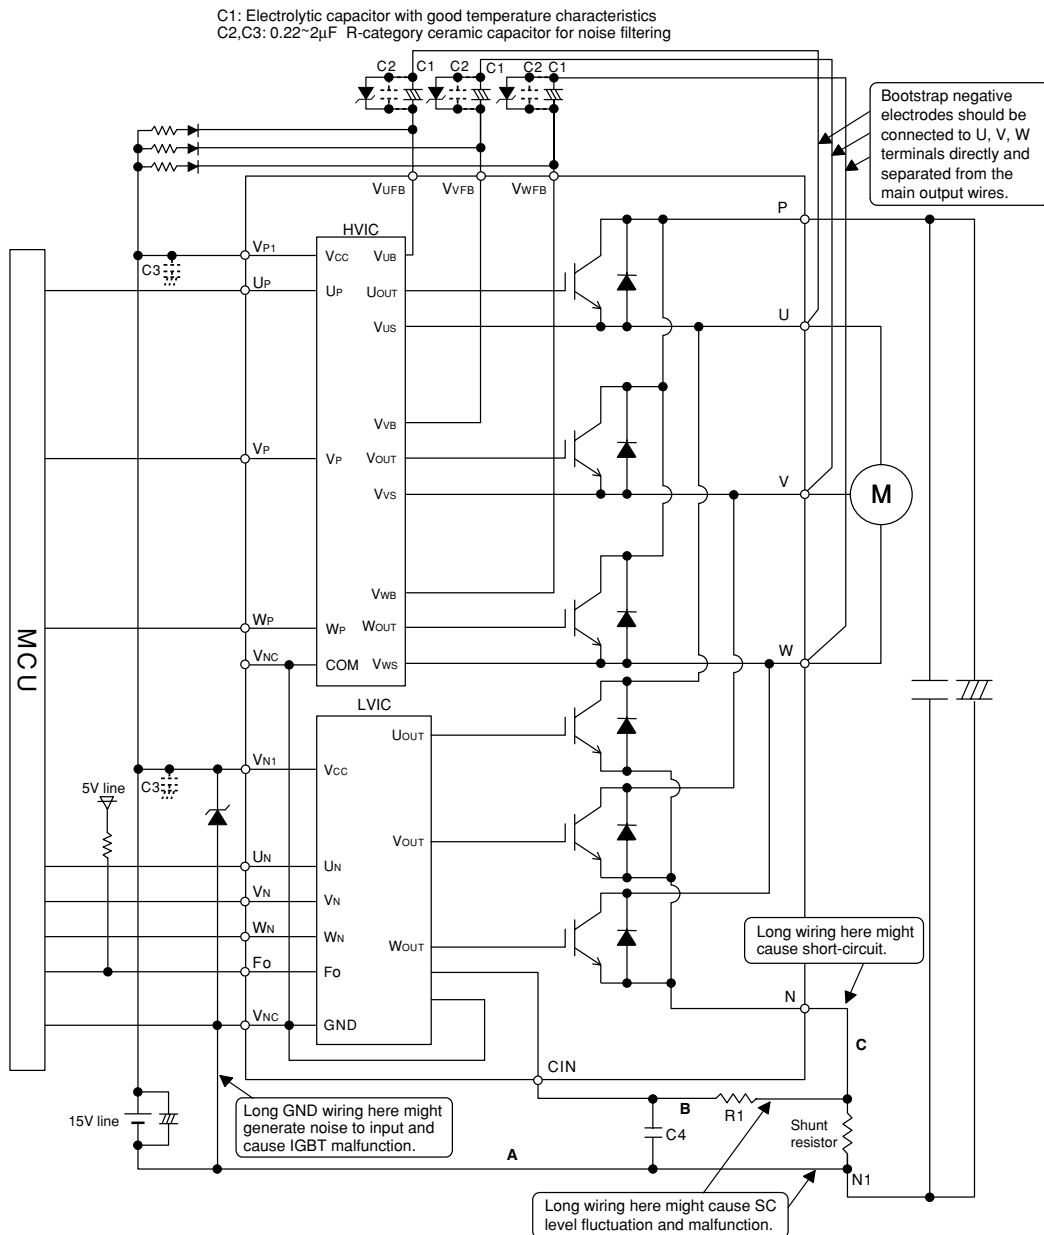 C1: Electrolytic capacitor with good temperature characteristics
C2,C3: 0.22~2μF R-category ceramic capacitor for noise filtering
C2 C1 C2 C1 C2 C1
Bootstrap negative
electrodes should be
connected to U, V, W
terminals directly and
separated from the
main output wires.
VUFB VVFB VWFB
P
HVIC
VP1 VCC VUB
C3
UP UP UOUT
VUS U
VVB
VP VP VOUT
VVS V
M
VWB
WP WP WOUT
VNC COM VWS W
MCU
LVIC
UOUT
VN1 VCC
C3
5V line
VOUT
UN UN
VN VN
WN WN WOUT
Long wiring here might
cause short-circuit.
Fo Fo
N
VNC GND
C
CIN
15V line
Long GND wiring here might
generate noise to input and
cause IGBT malfunction.
B
R1
C4
Shunt
resistor
A
N1
Long wiring here might cause SC
level fluctuation and malfunction.